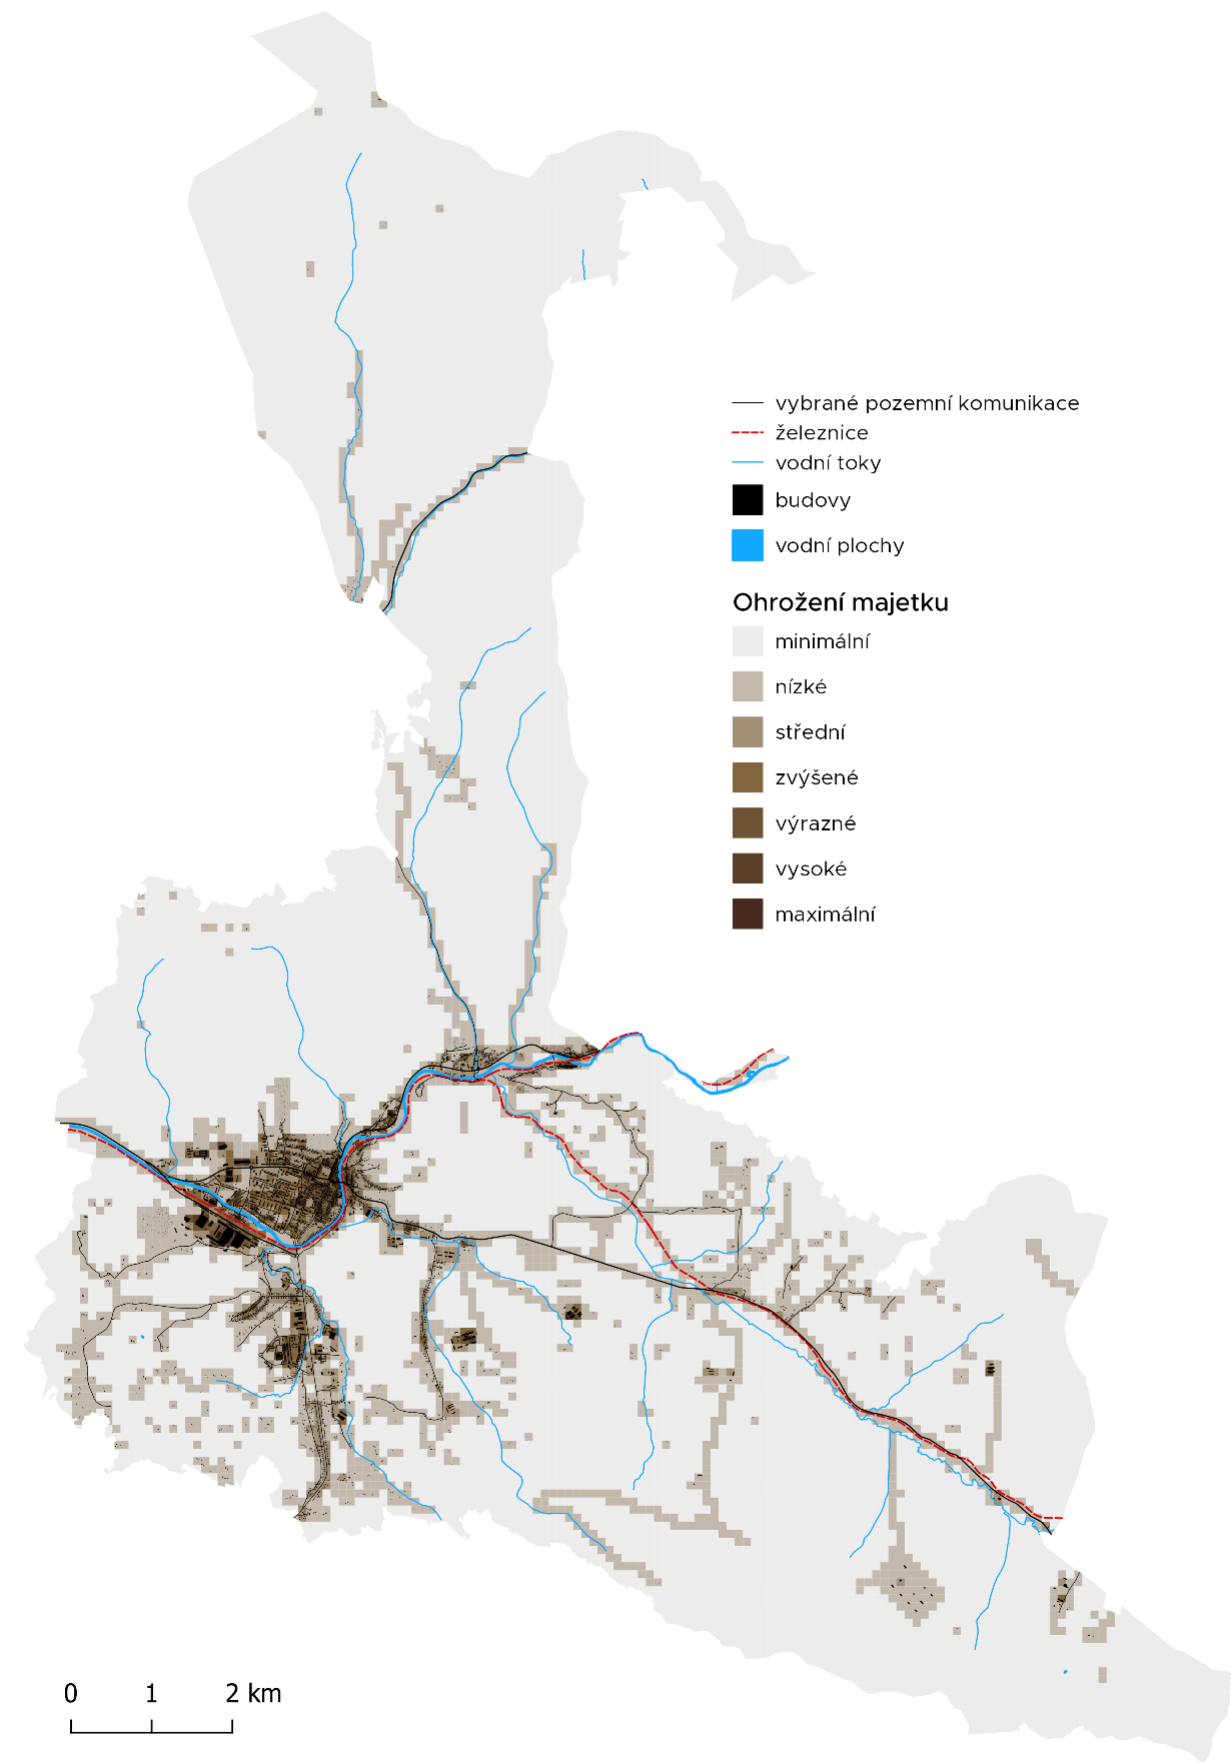 vybrané pozemní komunikace
železnice
vodní toky
budovy
vodní plochy
Ohrožení majetku
minimální
nízké
střední
zvýšené
výrazné
vysoké
maximální
0 1 2 km